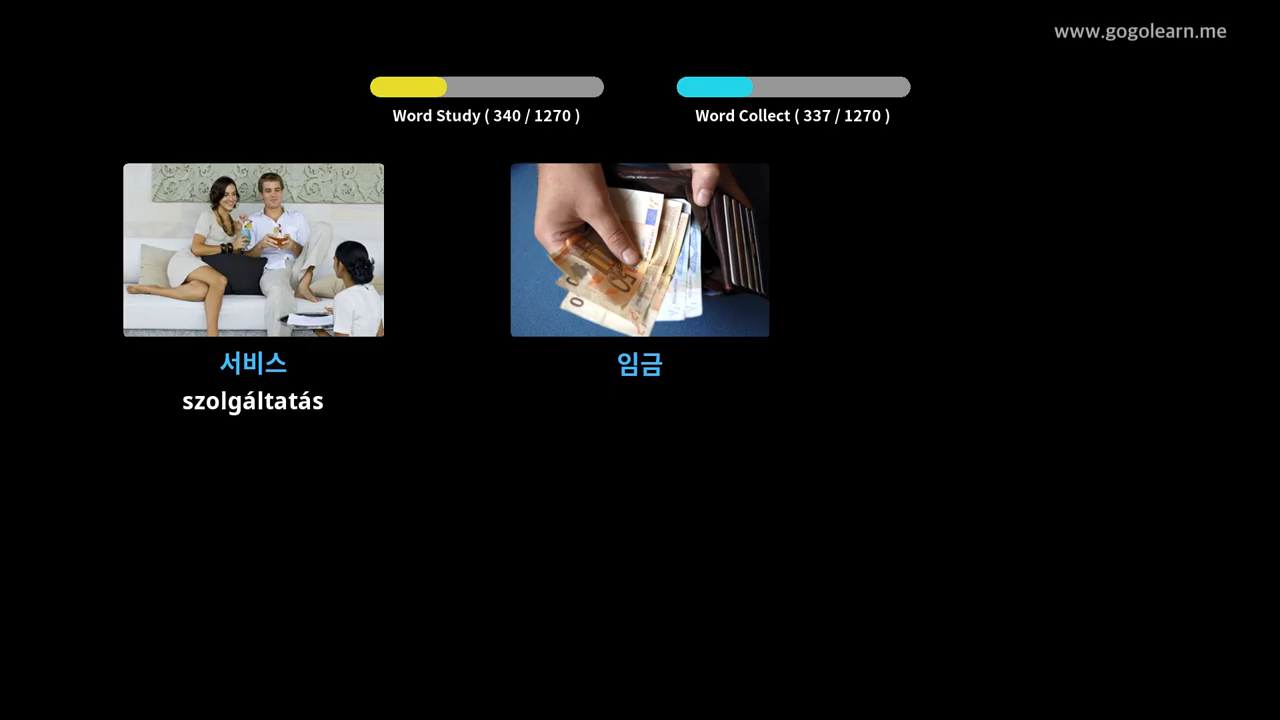 www.gogolearn.me
Word Study ( 340 / 1270 )
Word Collect ( 337 / 1270 )
서비스
szolgáltatás
임금